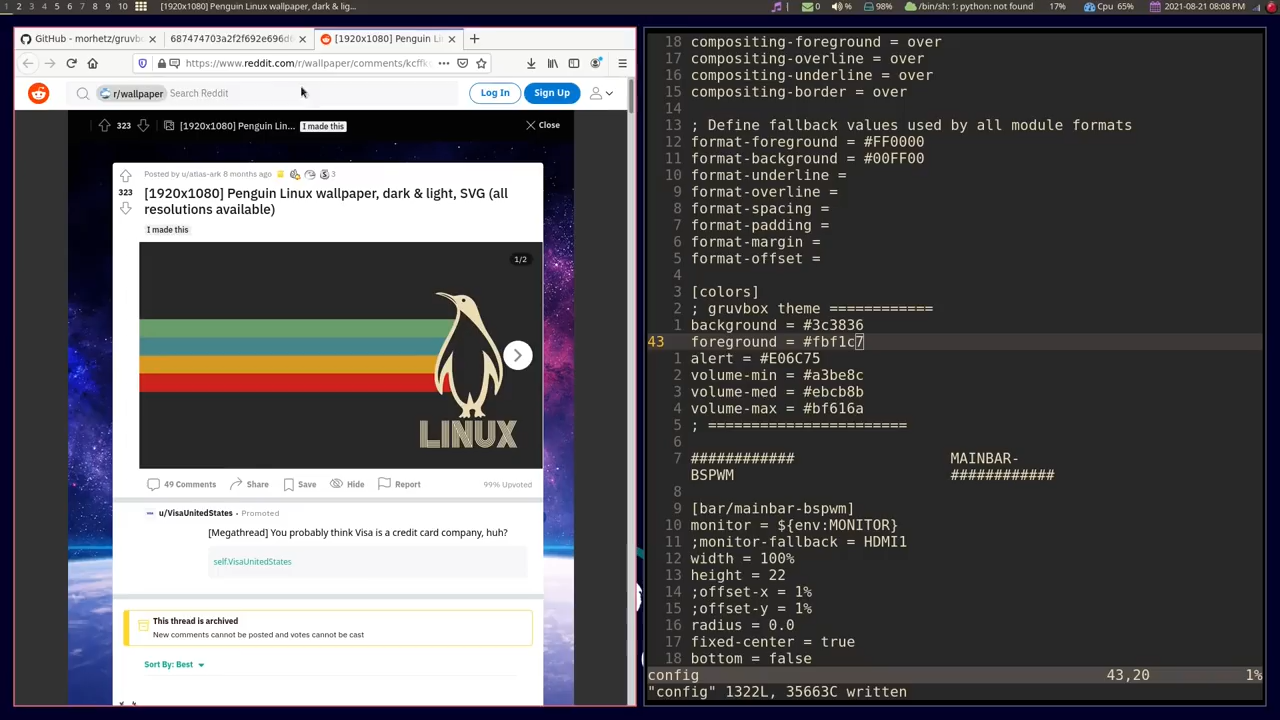 1 2 3 4 5 6 7 8 9 10 [1920x1080] Penguin Linux wallpaper, dark & lig... 0 % 98% /bin/sh: 1: python: not found 17% Cpu 65% 2021-08-21 08:08 PM
GitHub - morhetz/gruvbo 687474703a2f2f692e696d6 [1920x1080] Penguin Li
https://www.reddit.com/r/wallpaper/comments/kcffk
r/wallpaper Search Reddit Log In Sign Up
323 [1920x1080] Penguin Lin... I made this Close
Posted by u/atlas-ark 8 months ago 3
323
[1920x1080] Penguin Linux wallpaper, dark & light, SVG (all
resolutions available)
I made this
1/2
LINUX
49 Comments Share Save Hide Report 99% Upvoted
u/VisaUnitedStates • Promoted
[Megathread] You probably think Visa is a credit card company, huh?
self.VisaUnitedStates
This thread is archived
New comments cannot be posted and votes cannot be cast
Sort By: Best
18 compositing-foreground = over
17 compositing-overline = over
16 compositing-underline = over
15 compositing-border = over
14
13 ; Define fallback values used by all module formats
12 format-foreground = #FF0000
11 format-background = #00FF00
10 format-underline =
9 format-overline =
8 format-spacing =
7 format-padding =
6 format-margin =
5 format-offset =
4
3 [colors]
2 ; gruvbox theme ============
1 background = #3c3836
43 foreground = #fbf1c7
1 alert = #E06C75
2 volume-min = #a3be8c
3 volume-med = #ebcb8b
4 volume-max = #bf616a
5 ; =======================
6
7 ############ MAINBAR-
BSPWM ############
8
9 [bar/mainbar-bspwm]
10 monitor = ${env:MONITOR}
11 ;monitor-fallback = HDMI1
12 width = 100%
13 height = 22
14 ;offset-x = 1%
15 ;offset-y = 1%
16 radius = 0.0
17 fixed-center = true
18 bottom = false
config 43,20 1%
"config" 1322L, 35663C written